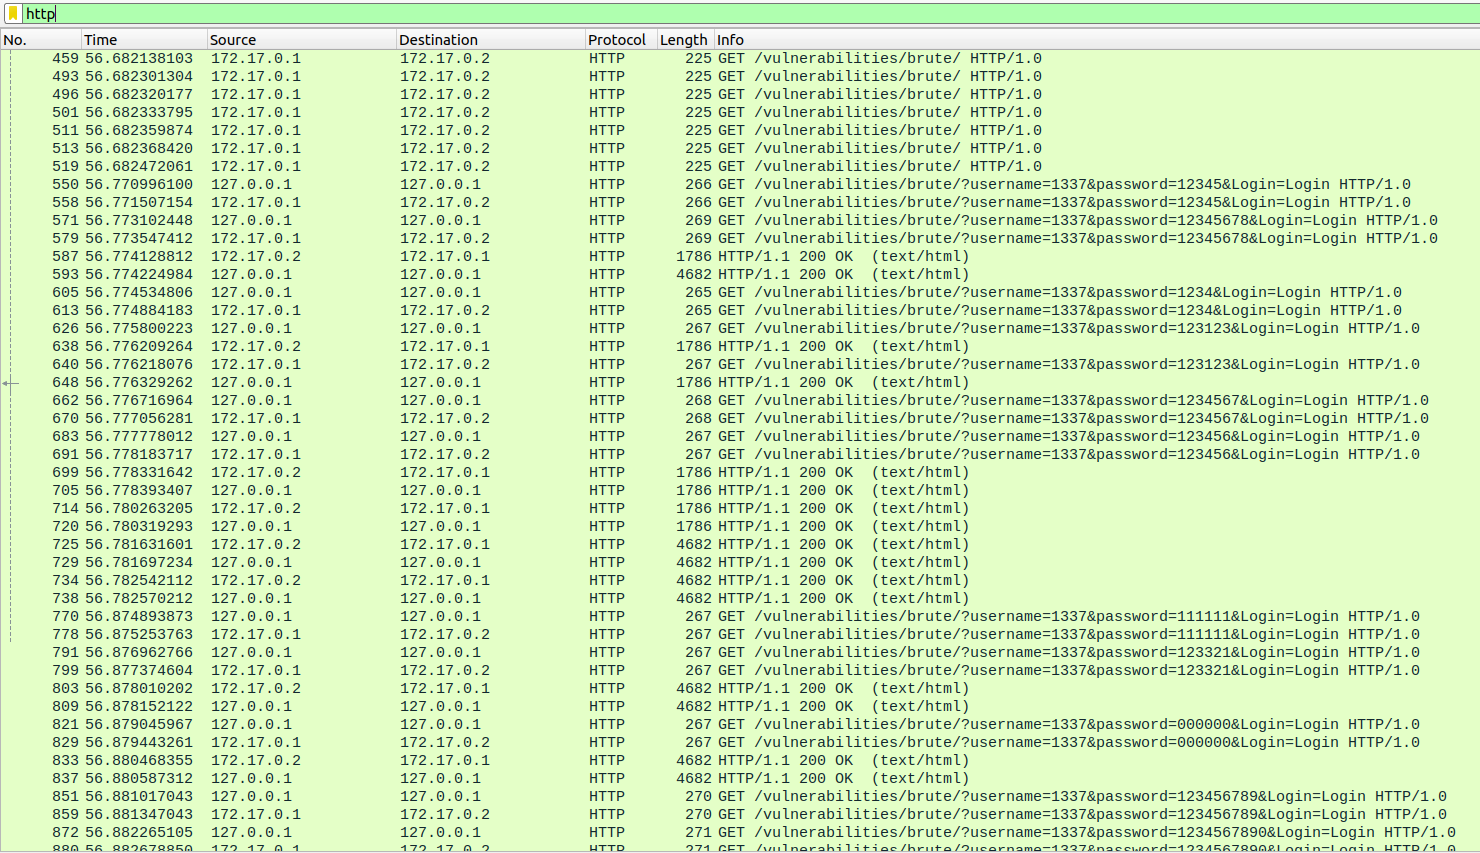 http
No. Time Source Destination Protocol Length Info
459 56.682138103 172.17.0.1 172.17.0.2 HTTP 225 GET /vulnerabilities/brute/ HTTP/1.0
493 56.682301304 172.17.0.1 172.17.0.2 HTTP 225 GET /vulnerabilities/brute/ HTTP/1.0
496 56.682320177 172.17.0.1 172.17.0.2 HTTP 225 GET /vulnerabilities/brute/ HTTP/1.0
501 56.682333795 172.17.0.1 172.17.0.2 HTTP 225 GET /vulnerabilities/brute/ HTTP/1.0
511 56.682359874 172.17.0.1 172.17.0.2 HTTP 225 GET /vulnerabilities/brute/ HTTP/1.0
513 56.682368420 172.17.0.1 172.17.0.2 HTTP 225 GET /vulnerabilities/brute/ HTTP/1.0
519 56.682472061 172.17.0.1 172.17.0.2 HTTP 225 GET /vulnerabilities/brute/ HTTP/1.0
550 56.770996100 127.0.0.1 127.0.0.1 HTTP 266 GET /vulnerabilities/brute/?username=1337&password=12345&Login=Login HTTP/1.0
558 56.771507154 172.17.0.1 172.17.0.2 HTTP 266 GET /vulnerabilities/brute/?username=1337&password=12345&Login=Login HTTP/1.0
571 56.773102448 127.0.0.1 127.0.0.1 HTTP 269 GET /vulnerabilities/brute/?username=1337&password=12345678&Login=Login HTTP/1.0
579 56.773547412 172.17.0.1 172.17.0.2 HTTP 269 GET /vulnerabilities/brute/?username=1337&password=12345678&Login=Login HTTP/1.0
587 56.774128812 172.17.0.2 172.17.0.1 HTTP 1786 HTTP/1.1 200 OK (text/html)
593 56.774224984 127.0.0.1 127.0.0.1 HTTP 4682 HTTP/1.1 200 OK (text/html)
605 56.774534806 127.0.0.1 127.0.0.1 HTTP 265 GET /vulnerabilities/brute/?username=1337&password=1234&Login=Login HTTP/1.0
613 56.774884183 172.17.0.1 172.17.0.2 HTTP 265 GET /vulnerabilities/brute/?username=1337&password=1234&Login=Login HTTP/1.0
626 56.775800223 127.0.0.1 127.0.0.1 HTTP 267 GET /vulnerabilities/brute/?username=1337&password=123123&Login=Login HTTP/1.0
638 56.776209264 172.17.0.2 172.17.0.1 HTTP 1786 HTTP/1.1 200 OK (text/html)
640 56.776218076 172.17.0.1 172.17.0.2 HTTP 267 GET /vulnerabilities/brute/?username=1337&password=123123&Login=Login HTTP/1.0
648 56.776329262 127.0.0.1 127.0.0.1 HTTP 1786 HTTP/1.1 200 OK (text/html)
662 56.776716964 127.0.0.1 127.0.0.1 HTTP 268 GET /vulnerabilities/brute/?username=1337&password=1234567&Login=Login HTTP/1.0
670 56.777056281 172.17.0.1 172.17.0.2 HTTP 268 GET /vulnerabilities/brute/?username=1337&password=1234567&Login=Login HTTP/1.0
683 56.777778012 127.0.0.1 127.0.0.1 HTTP 267 GET /vulnerabilities/brute/?username=1337&password=123456&Login=Login HTTP/1.0
691 56.778183717 172.17.0.1 172.17.0.2 HTTP 267 GET /vulnerabilities/brute/?username=1337&password=123456&Login=Login HTTP/1.0
699 56.778331642 172.17.0.2 172.17.0.1 HTTP 1786 HTTP/1.1 200 OK (text/html)
705 56.778393407 127.0.0.1 127.0.0.1 HTTP 1786 HTTP/1.1 200 OK (text/html)
714 56.780263205 172.17.0.2 172.17.0.1 HTTP 1786 HTTP/1.1 200 OK (text/html)
720 56.780319293 127.0.0.1 127.0.0.1 HTTP 1786 HTTP/1.1 200 OK (text/html)
725 56.781631601 172.17.0.2 172.17.0.1 HTTP 4682 HTTP/1.1 200 OK (text/html)
729 56.781697234 127.0.0.1 127.0.0.1 HTTP 4682 HTTP/1.1 200 OK (text/html)
734 56.782542112 172.17.0.2 172.17.0.1 HTTP 4682 HTTP/1.1 200 OK (text/html)
738 56.782570212 127.0.0.1 127.0.0.1 HTTP 4682 HTTP/1.1 200 OK (text/html)
770 56.874893873 127.0.0.1 127.0.0.1 HTTP 267 GET /vulnerabilities/brute/?username=1337&password=111111&Login=Login HTTP/1.0
778 56.875253763 172.17.0.1 172.17.0.2 HTTP 267 GET /vulnerabilities/brute/?username=1337&password=111111&Login=Login HTTP/1.0
791 56.876962766 127.0.0.1 127.0.0.1 HTTP 267 GET /vulnerabilities/brute/?username=1337&password=123321&Login=Login HTTP/1.0
799 56.877374604 172.17.0.1 172.17.0.2 HTTP 267 GET /vulnerabilities/brute/?username=1337&password=123321&Login=Login HTTP/1.0
803 56.878010202 172.17.0.2 172.17.0.1 HTTP 4682 HTTP/1.1 200 OK (text/html)
809 56.878152122 127.0.0.1 127.0.0.1 HTTP 4682 HTTP/1.1 200 OK (text/html)
821 56.879045967 127.0.0.1 127.0.0.1 HTTP 267 GET /vulnerabilities/brute/?username=1337&password=000000&Login=Login HTTP/1.0
829 56.879443261 172.17.0.1 172.17.0.2 HTTP 267 GET /vulnerabilities/brute/?username=1337&password=000000&Login=Login HTTP/1.0
833 56.880468355 172.17.0.2 172.17.0.1 HTTP 4682 HTTP/1.1 200 OK (text/html)
837 56.880587312 127.0.0.1 127.0.0.1 HTTP 4682 HTTP/1.1 200 OK (text/html)
851 56.881017043 127.0.0.1 127.0.0.1 HTTP 270 GET /vulnerabilities/brute/?username=1337&password=123456789&Login=Login HTTP/1.0
859 56.881347043 172.17.0.1 172.17.0.2 HTTP 270 GET /vulnerabilities/brute/?username=1337&password=123456789&Login=Login HTTP/1.0
872 56.882265105 127.0.0.1 127.0.0.1 HTTP 271 GET /vulnerabilities/brute/?username=1337&password=1234567890&Login=Login HTTP/1.0
880 56.882678850 172.17.0.1 172.17.0.2 HTTP 271 GET /vulnerabilities/brute/?username=1337&password=1234567890&Login=Login HTTP/1.0